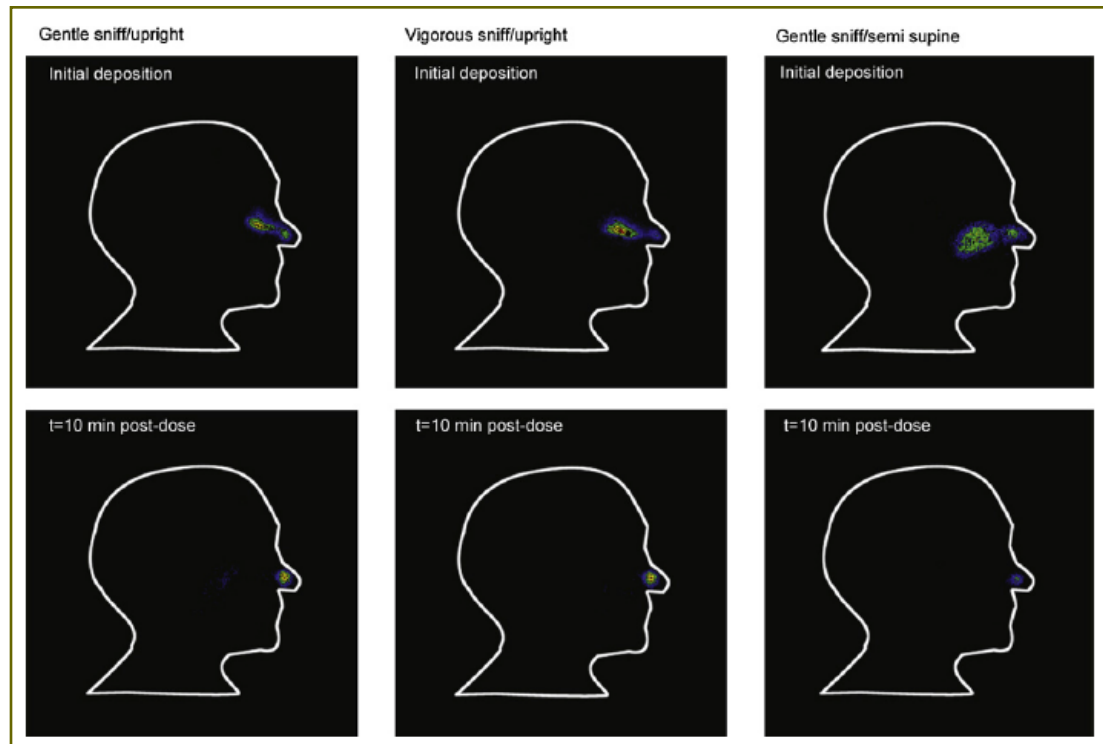 Gentle sniff/upright
Vigorous sniff/upright
Gentle sniff/semi supine
Initial deposition
Initial deposition
Initial deposition
t=10 min post-dose
t=10 min post-dose
t=10 min post-dose